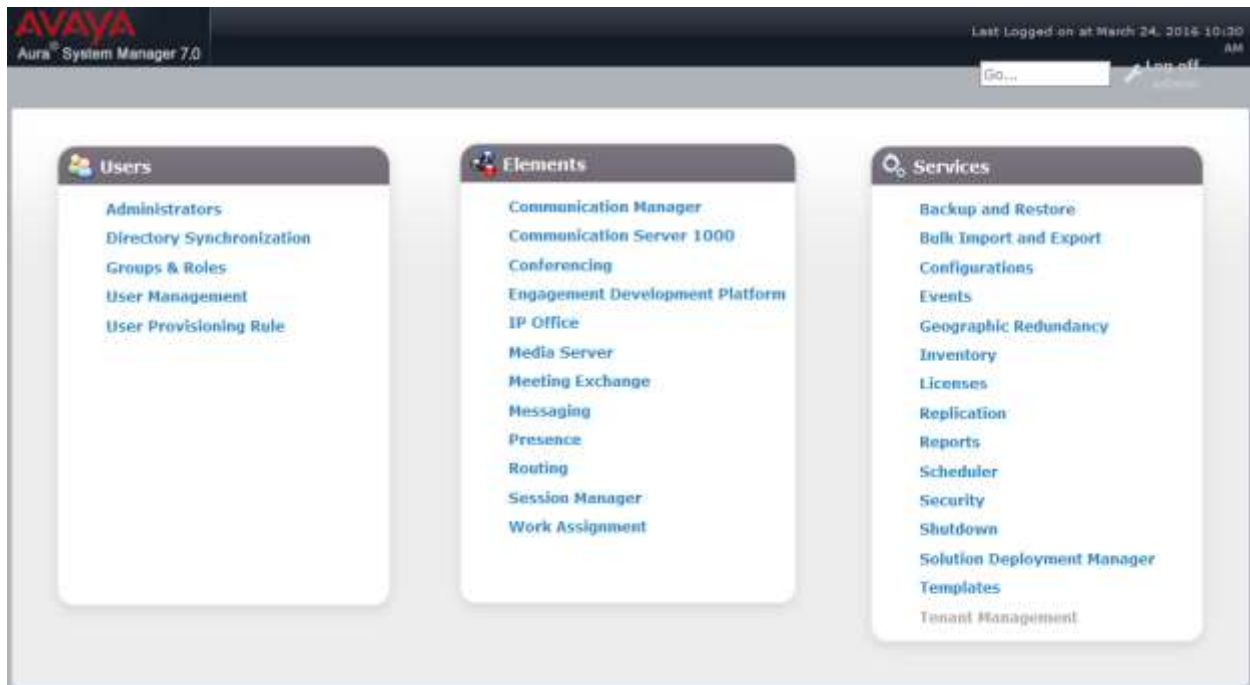 AVAYA
Aura® System Manager 7.0
Last Logged on at March 24, 2016 10:30
AM
Go...
Log off
Users
Administrators
Directory Synchronization
Groups & Roles
User Management
User Provisioning Rule
Elements
Communication Manager
Communication Server 1000
Conferencing
Engagement Development Platform
IP Office
Media Server
Meeting Exchange
Messaging
Presence
Routing
Session Manager
Work Assignment
Services
Backup and Restore
Bulk Import and Export
Configurations
Events
Geographic Redundancy
Inventory
Licenses
Replication
Reports
Scheduler
Security
Shutdown
Solution Deployment Manager
Templates
Tenant Management